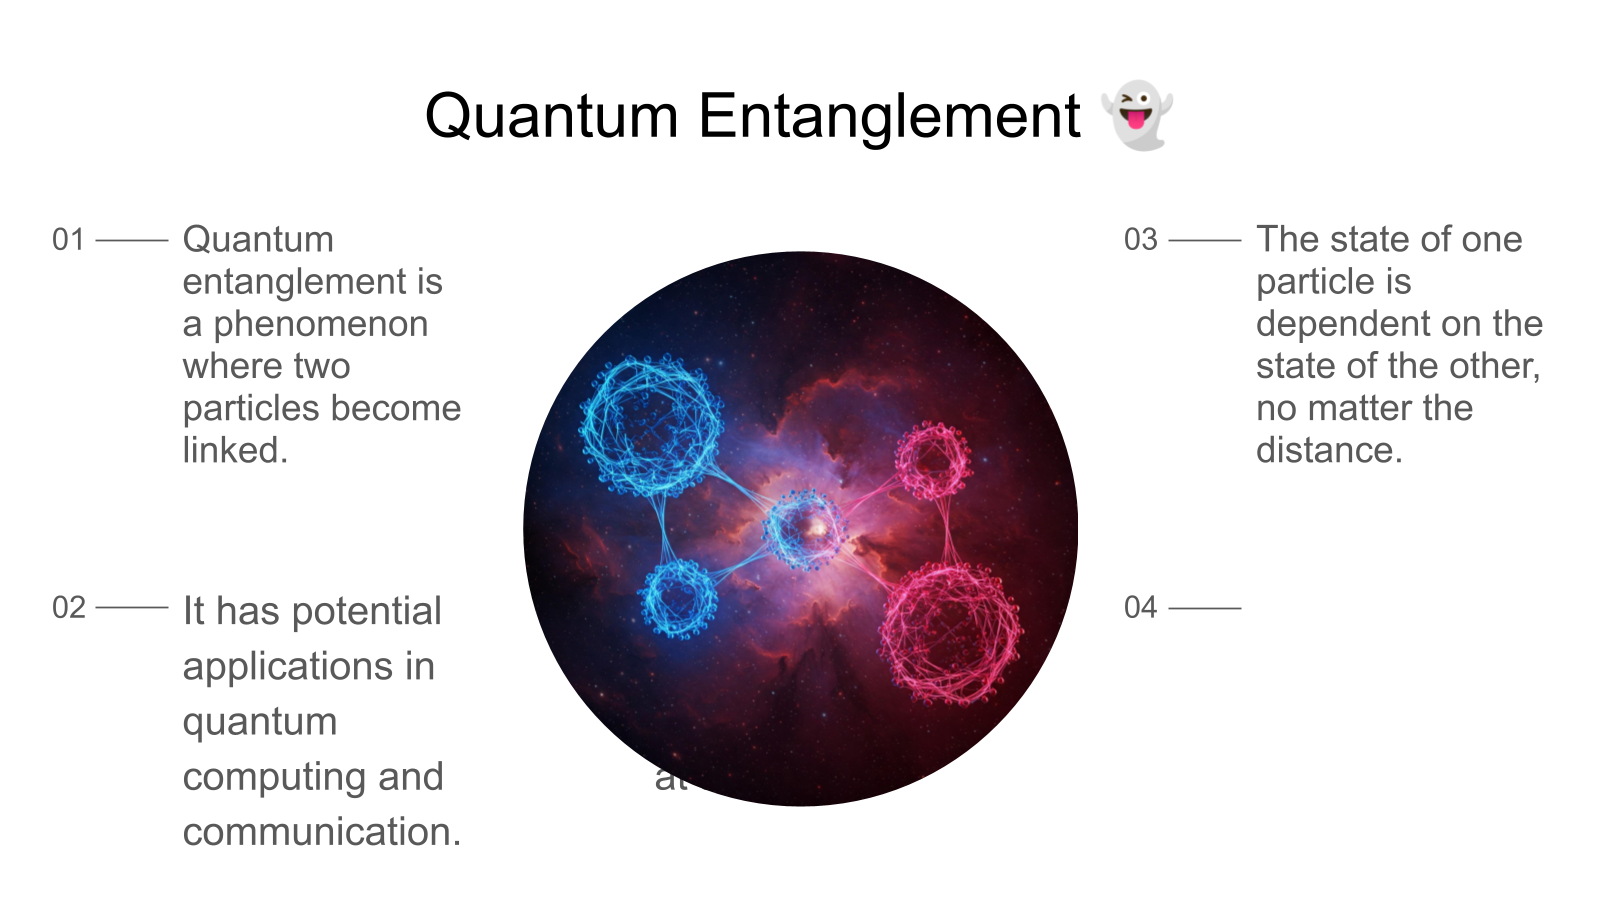 Quantum Entanglement 👻
01
Quantum
entanglement is
a phenomenon
where two
particles become
linked.
02
It has potential
applications in
quantum
computing and
communication.
at
03
The state of one
particle is
dependent on the
state of the other,
no matter the
distance.
04